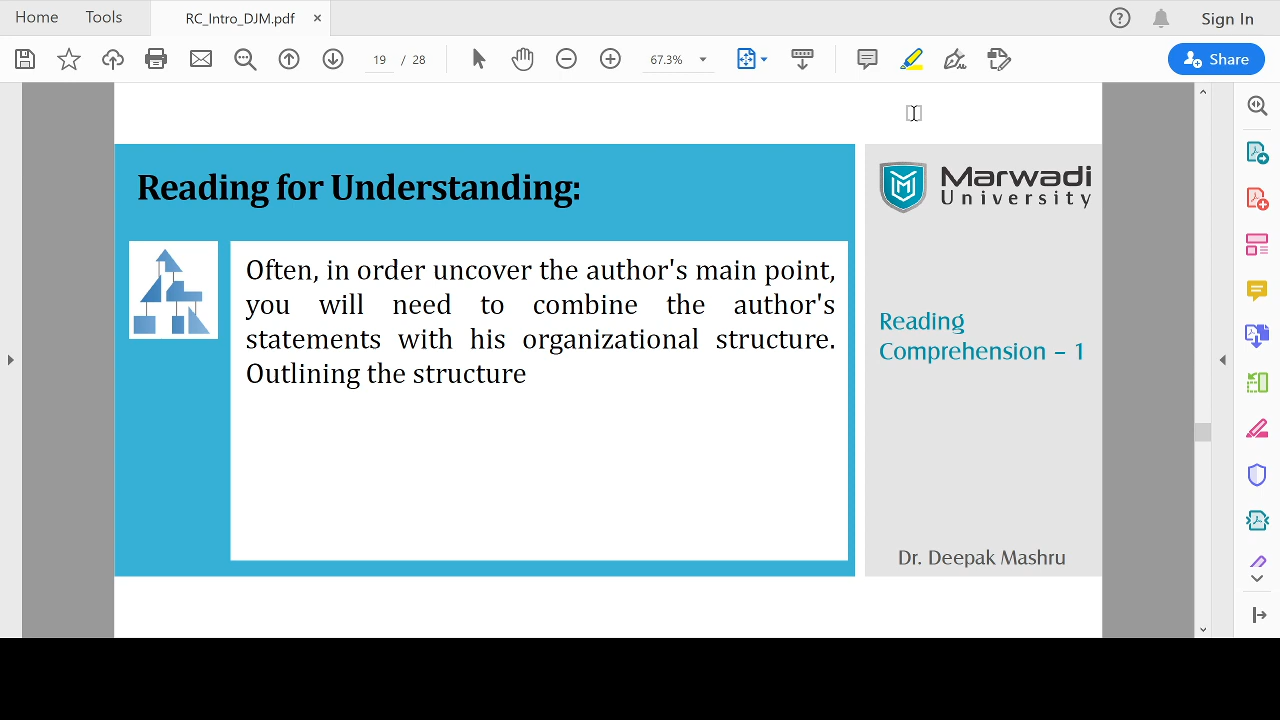 Home
Tools
RC_Intro_DJM.pdf
Sign In
19 / 28
67.3%
Share
Reading for Understanding:
Often, in order uncover the author's main point,
you will need to combine the author's
statements with his organizational structure.
Outlining the structure
Marwadi
University
Reading
Comprehension – 1
Dr. Deepak Mashru